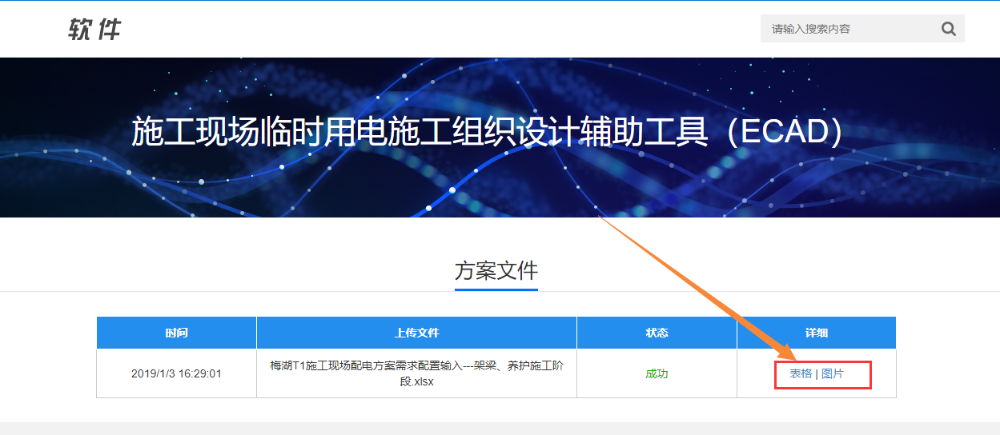 软件
请输入搜索内容
施工现场临时用电施工组织设计辅助工具（ECAD）
方案文件
时间 上传文件 状态 详细
2019/1/3 16:29:01 梅湖T1施工现场配电方案需求配置输入---架梁、养护施工阶 成功 表格 | 图片
段.xlsx